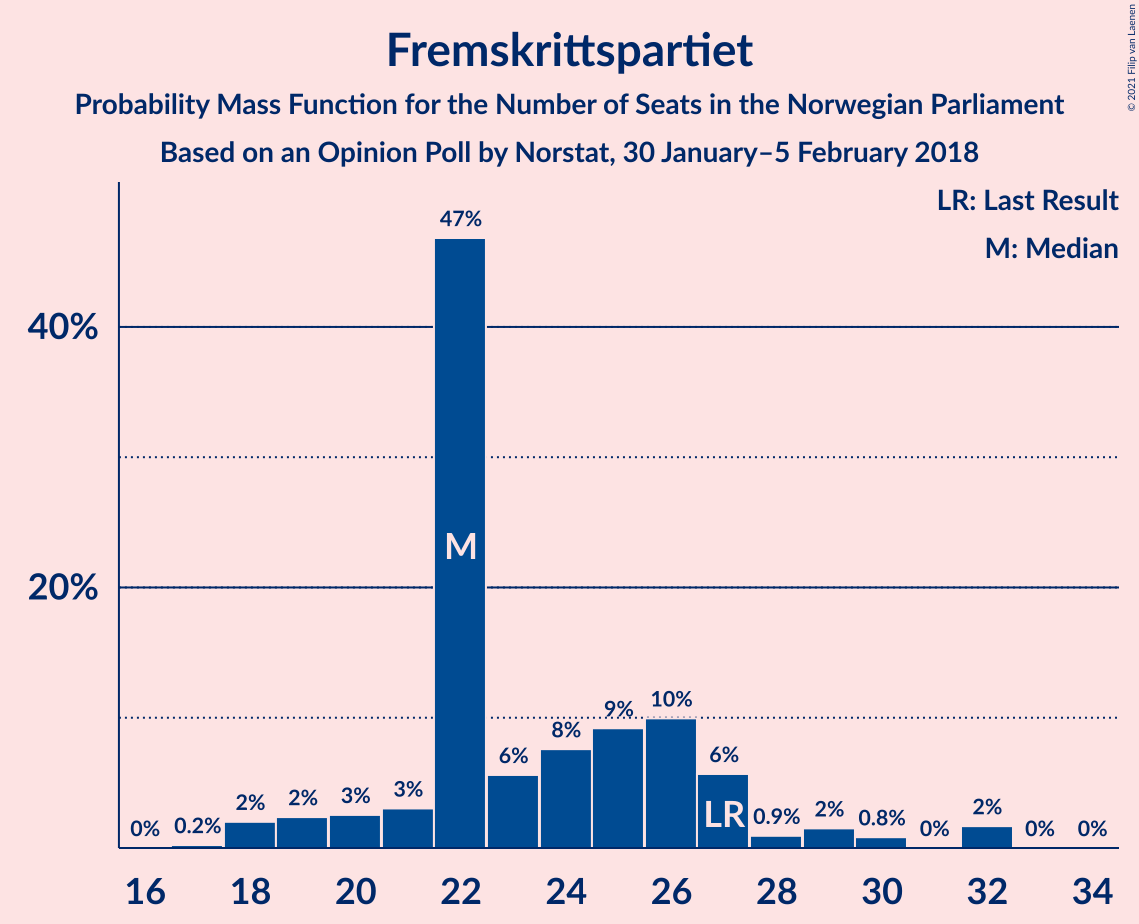 Fremskrittspartiet
Probability Mass Function for the Number of Seats in the Norwegian Parliament
Based on an Opinion Poll by Norstat, 30 January–5 February 2018
© 2021 Filip van Laenen
LR: Last Result
M: Median
40%
20%
0% 0.2% 2% 2% 3% 3% 47% 6% 8% 9% 10% 6% 0.9% 2% 0.8% 0% 2% 0% 0%
M
LR
16 18 20 22 24 26 28 30 32 34